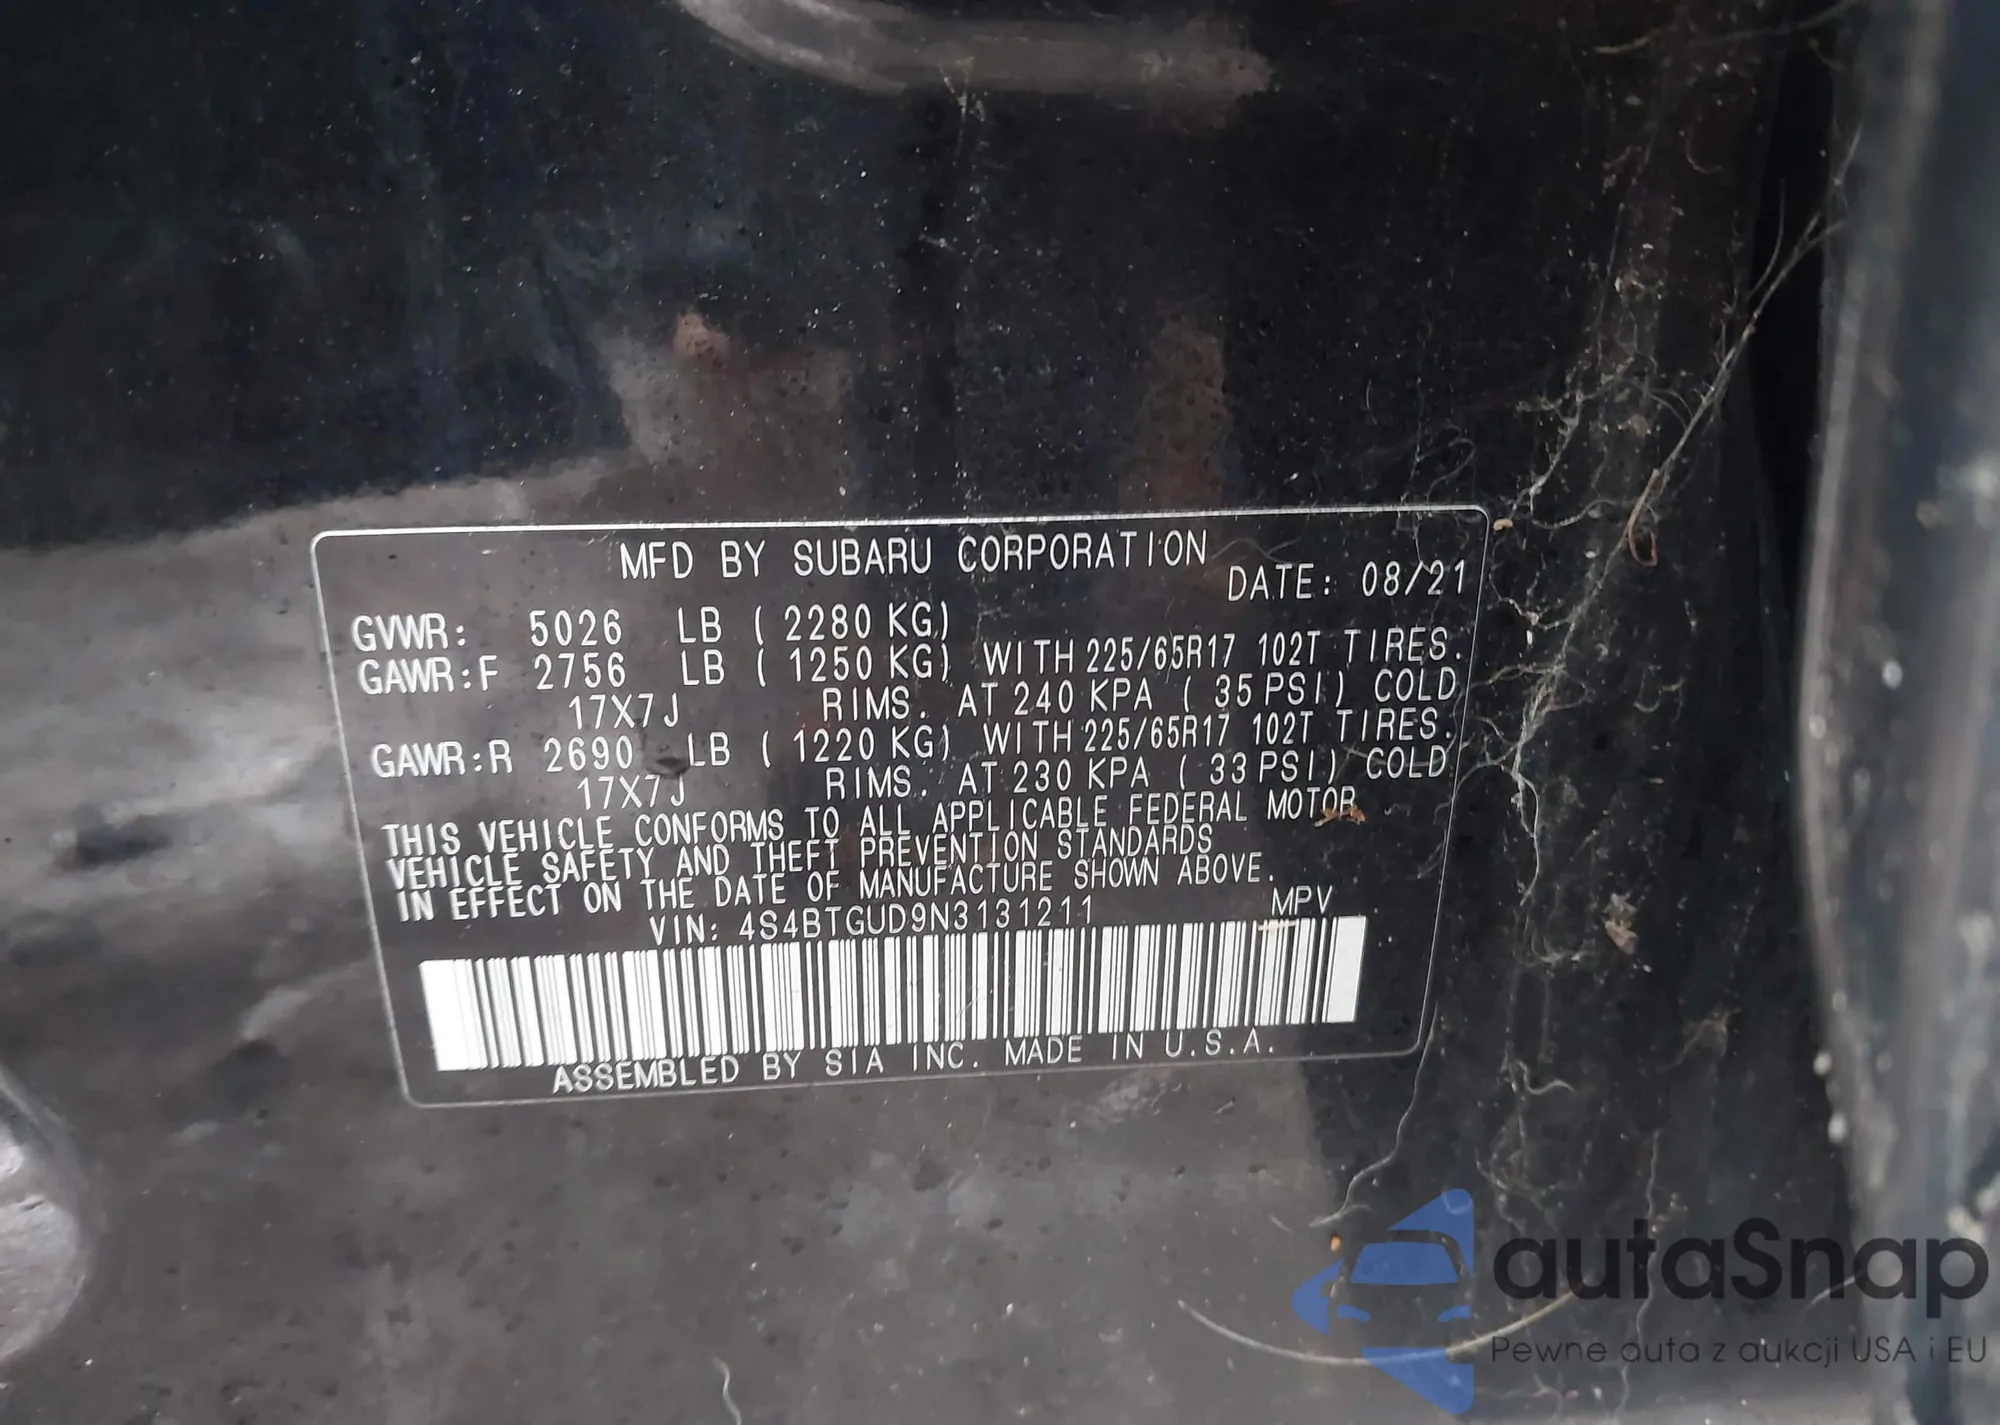 MFD BY SUBARU CORPORATION
DATE: 08/21
GVWR: 5026 LB ( 2280 KG)
GAWR:F 2756 LB ( 1250 KG) WITH 225/65R17 102T TIRES.
17X7J RIMS. AT 240 KPA ( 35 PSI) COLD
GAWR:R 2690 LB ( 1220 KG) WITH 225/65R17 102T TIRES.
17X7J RIMS. AT 230 KPA ( 33 PSI) COLD
THIS VEHICLE CONFORMS TO ALL APPLICABLE FEDERAL MOTOR
VEHICLE SAFETY AND THEFT PREVENTION STANDARDS
IN EFFECT ON THE DATE OF MANUFACTURE SHOWN ABOVE.
VIN: 4S4BTGUD9N3131211 MPV
ASSEMBLED BY SIA INC. MADE IN U.S.A.
autaSnap
Pewne auta z aukcji USA i EU